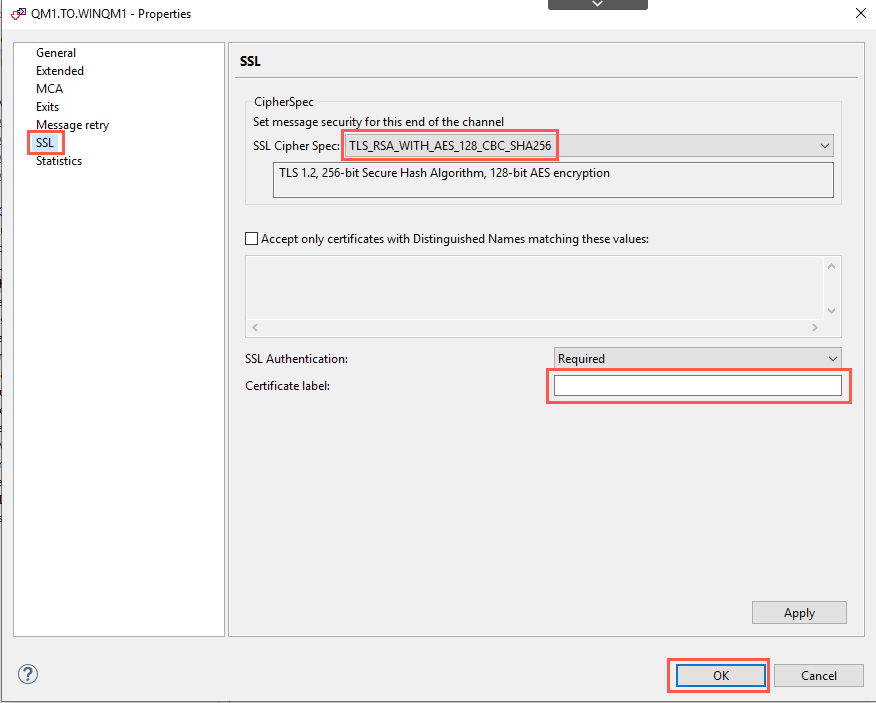 QM1.TO.WINQM1 - Properties
General
Extended
MCA
Exits
Message retry
SSL
Statistics
SSL
CipherSpec
Set message security for this end of the channel
SSL Cipher Spec: TLS_RSA_WITH_AES_128_CBC_SHA256
TLS 1.2, 256-bit Secure Hash Algorithm, 128-bit AES encryption
Accept only certificates with Distinguished Names matching these values:
SSL Authentication: Required
Certificate label:
Apply
?
OK Cancel